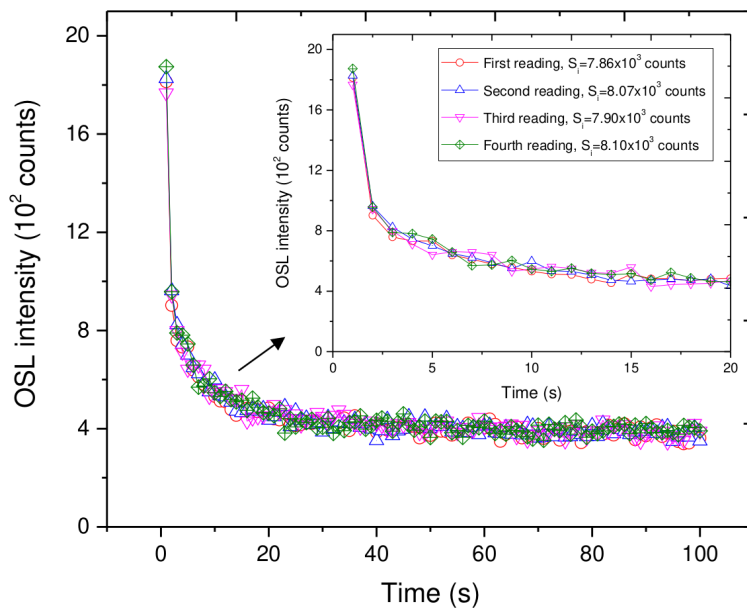 20
16
12
8
4
0
OSL intensity (10² counts)
0
20
40
60
80
100
Time (s)
20
16
12
8
4
0
OSL intensity (10² counts)
0
5
10
15
20
Time (s)
First reading, Sᵢ=7.86x10³ counts
Second reading, Sᵢ=8.07x10³ counts
Third reading, Sᵢ=7.90x10³ counts
Fourth reading, Sᵢ=8.10x10³ counts